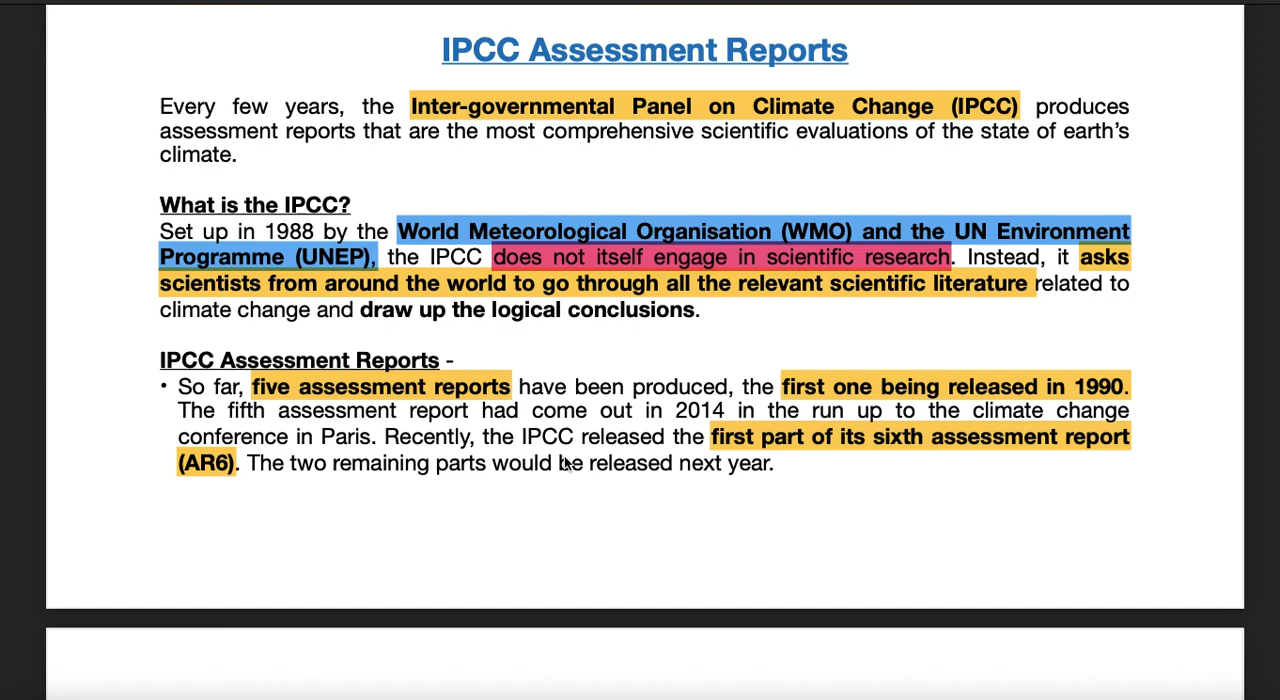 IPCC Assessment Reports
Every few years, the Inter-governmental Panel on Climate Change (IPCC) produces
assessment reports that are the most comprehensive scientific evaluations of the state of earth's
climate.
What is the IPCC?
Set up in 1988 by the World Meteorological Organisation (WMO) and the UN Environment
Programme (UNEP), the IPCC does not itself engage in scientific research. Instead, it asks
scientists from around the world to go through all the relevant scientific literature related to
climate change and draw up the logical conclusions.
IPCC Assessment Reports -
• So far, five assessment reports have been produced, the first one being released in 1990.
The fifth assessment report had come out in 2014 in the run up to the climate change
conference in Paris. Recently, the IPCC released the first part of its sixth assessment report
(AR6). The two remaining parts would be released next year.